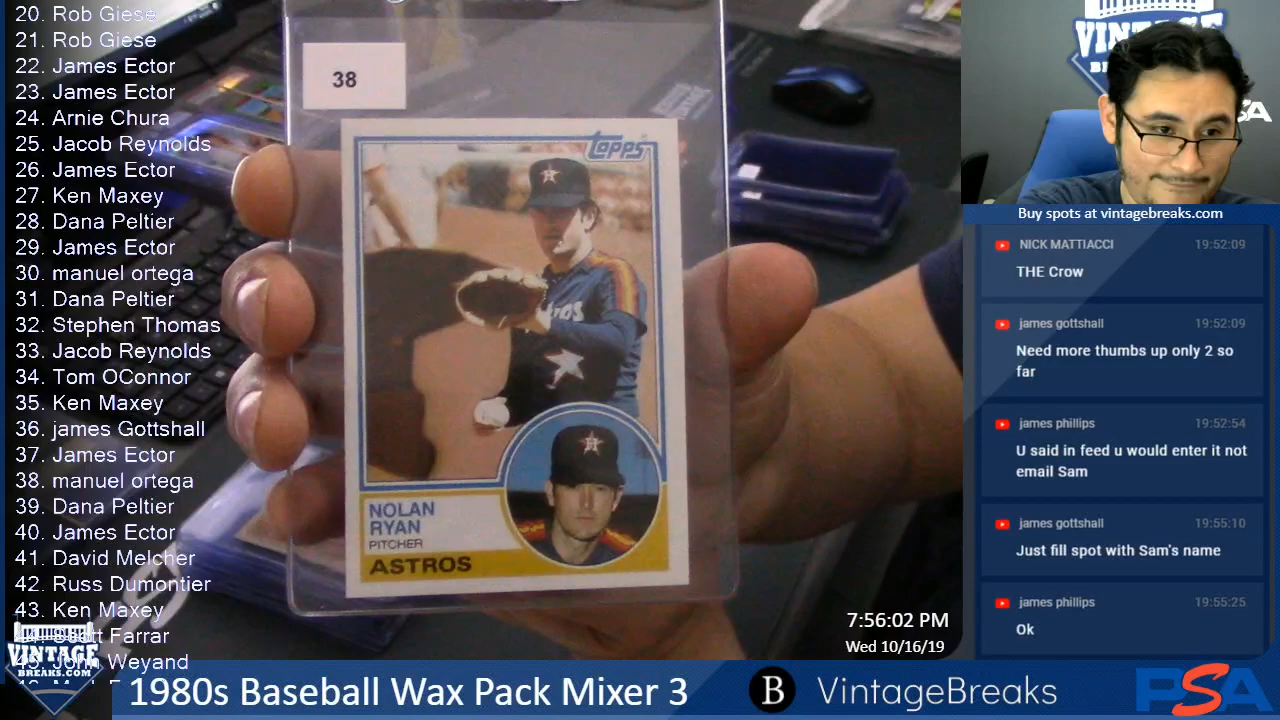 20. Rob Giese
21. Rob Giese
22. James Ector
23. James Ector
24. Arnie Chura
25. Jacob Reynolds
26. James Ector
27. Ken Maxey
28. Dana Peltier
29. James Ector
30. manuel ortega
31. Dana Peltier
32. Stephen Thomas
33. Jacob Reynolds
34. Tom OConnor
35. Ken Maxey
36. james Gottshall
37. James Ector
38. manuel ortega
39. Dana Peltier
40. James Ector
41. David Melcher
42. Russ Dumontier
43. Ken Maxey
Farrar
45. John Weyand
VINTAGE
BREAKS.COM
38
Topps
ASTROS
NOLAN
RYAN
PITCHER
ASTROS
7:56:02 PM
Wed 10/16/19
VINTAGE
Buy spots at vintagebreaks.com
NICK MATTIACCI 19:52:09
THE Crow
james gottshall 19:52:09
Need more thumbs up only 2 so
far
james phillips 19:52:54
U said in feed u would enter it not
email Sam
james gottshall 19:55:10
Just fill spot with Sam's name
james phillips 19:55:25
Ok
1980s Baseball Wax Pack Mixer 3
B VintageBreaks
PSA